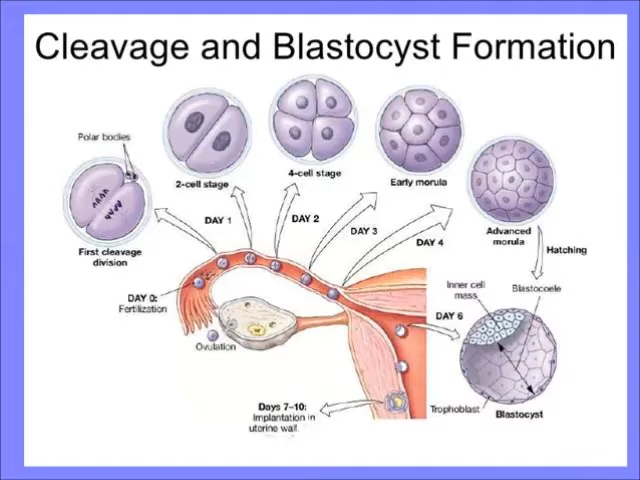 Cleavage and Blastocyst Formation
Polar bodies
2-cell stage
4-cell stage
Early morula
First cleavage
division
DAY 1
DAY 2
DAY 3
DAY 4
Advanced
morula
Hatching
DAY 0:
Fertilization
Ovulation
Inner cell
mass
Blastocoele
DAY 6
Days 7–10:
Implantation in
uterine wall.
Trophoblast
Blastocyst